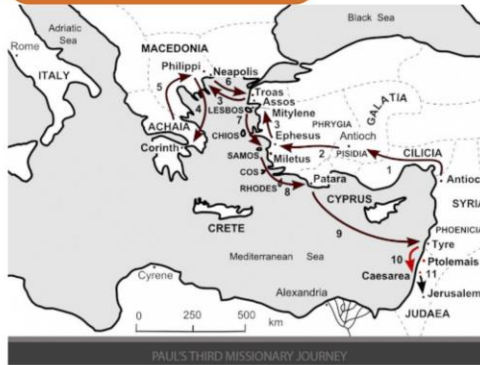 Black Sea
Adriatic
Sea
Rome
MACEDONIA
Philippi
Neapolis
ITALY
5
6
4
3
Troas
Assos
LESBOS
Mitylene
7
3
GALATIA
PHRYGIA
ACHAIA
CHIOS
Ephesus
Antioch
Corinth
SAMOS
2
PISIDIA
CILICIA
Miletus
1
COS
Patara
Antioc
RHODES
8
CYPRUS
SYRI
CRETE
9
PHOENICI
Tyre
Mediterranean Sea
10
Ptolemais
Cyrene
Caesarea
11
Alexandria
Jerusalem
0 250 500
km
JUDAEA
PAUL'S THIRD MISSIONARY JOURNEY